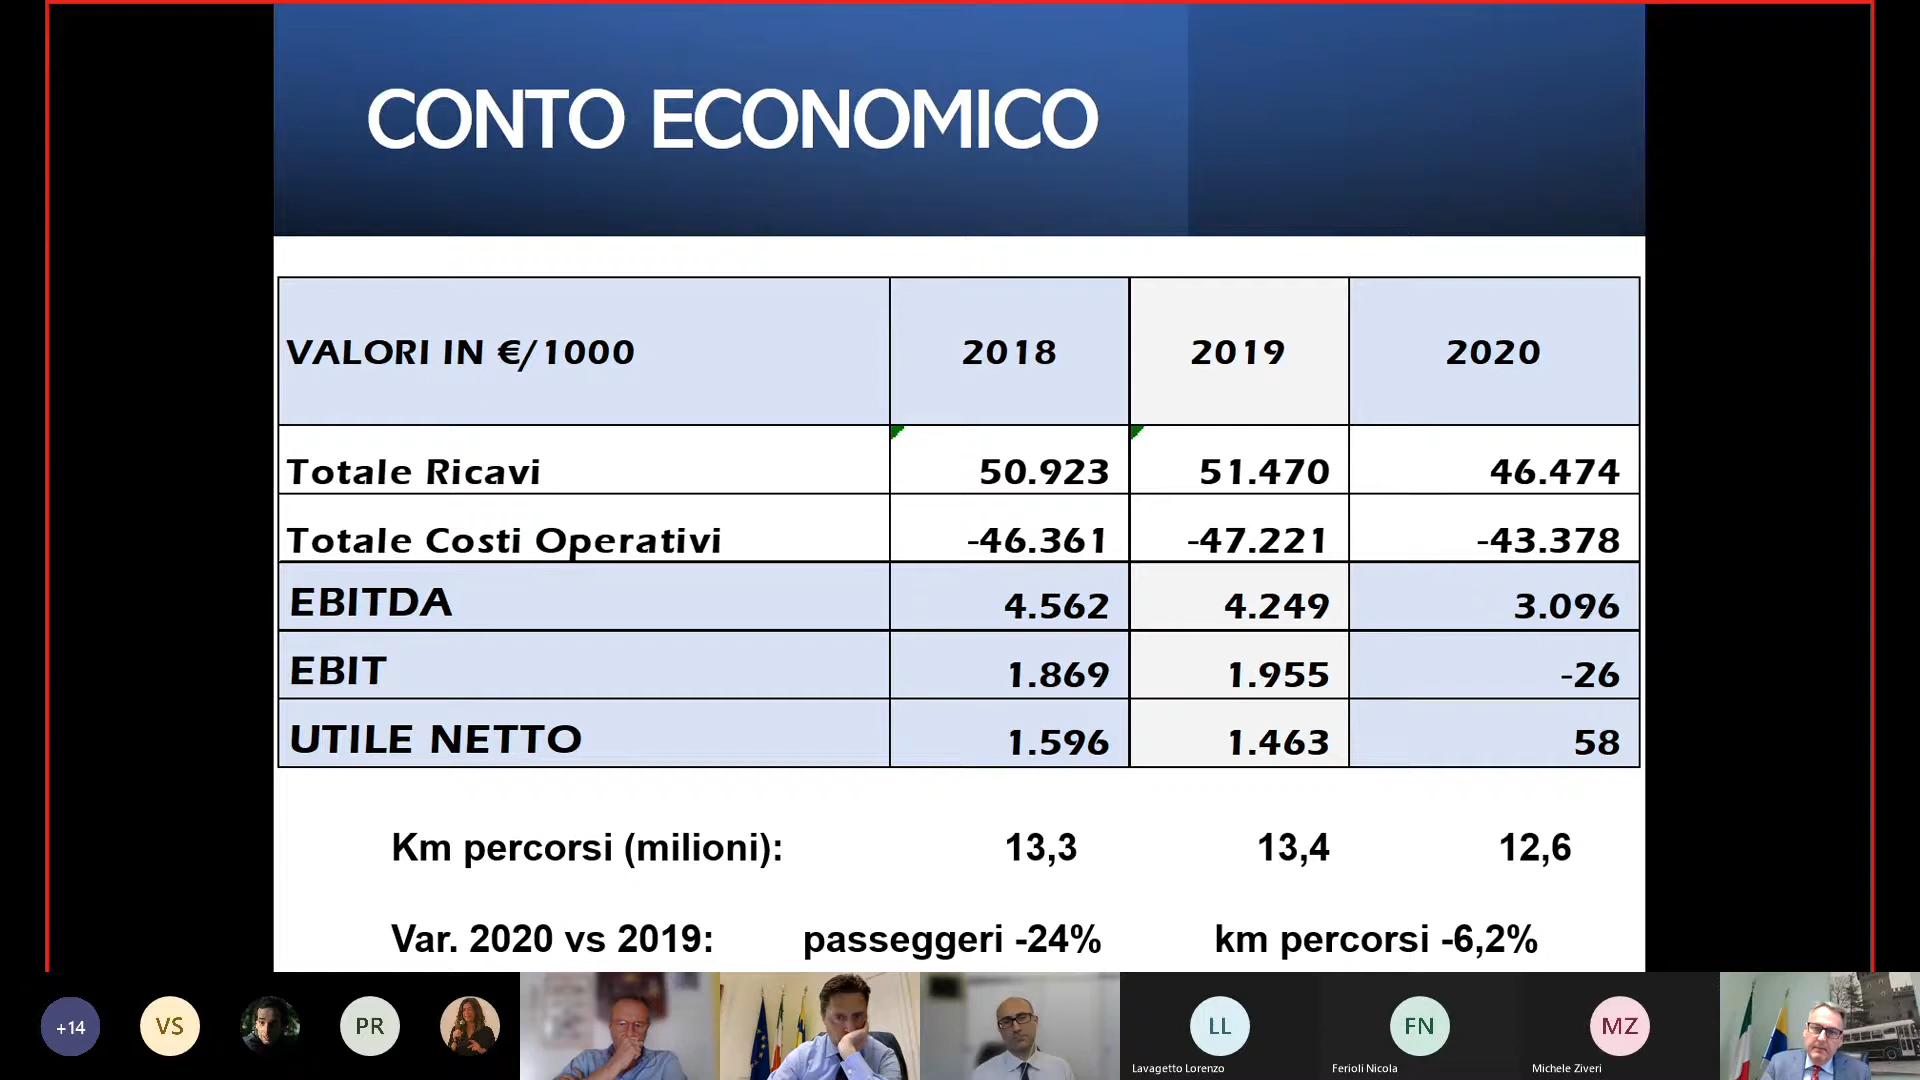 CONTO ECONOMICO
VALORI IN €/1000 2018 2019 2020
Totale Ricavi 50.923 51.470 46.474
Totale Costi Operativi -46.361 -47.221 -43.378
EBITDA 4.562 4.249 3.096
EBIT 1.869 1.955 -26
UTILE NETTO 1.596 1.463 58
Km percorsi (milioni): 13,3 13,4 12,6
Var. 2020 vs 2019: passeggeri -24% km percorsi -6,2%
+14 VS PR LL FN MZ
Lavagetto Lorenzo Ferioli Nicola Michele Ziveri